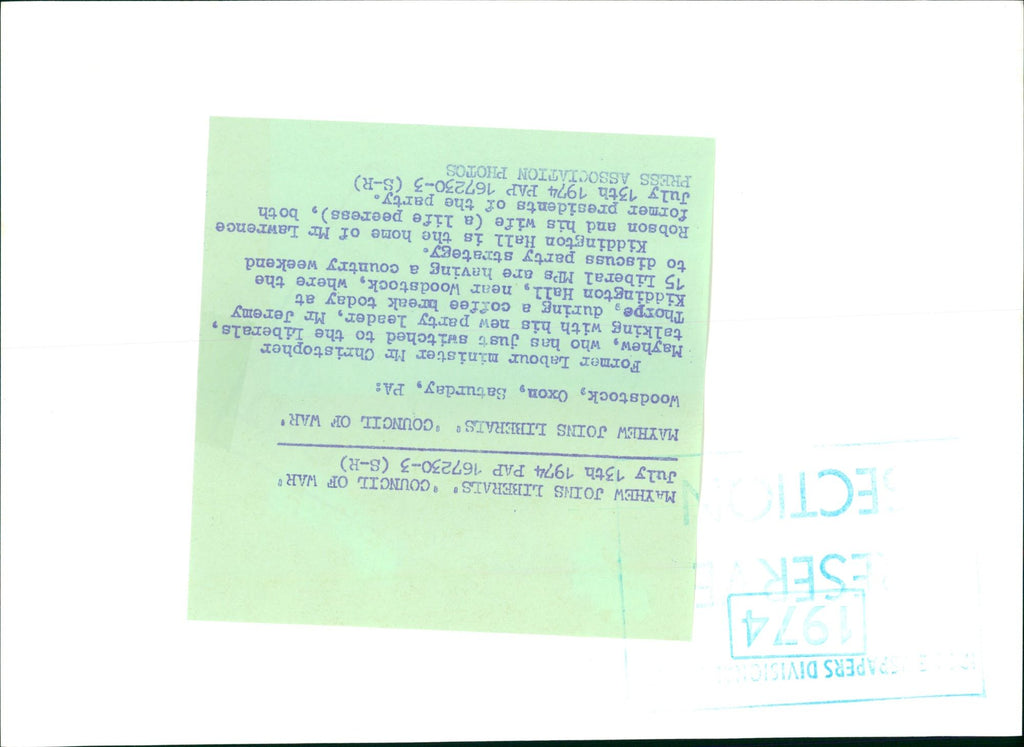 MAYHEW JOINS LIBERALS' 'COUNCIL OF WAR'
July 13th 1974 PAP 167230-3 (S-R)
MAYHEW JOINS LIBERALS' 'COUNCIL OF WAR'
Woodstock, Oxon, Saturday, PA:
Former Labour minister Mr Christopher
Mayhew, who has just switched to the Liberals,
talking with his new party leader, Mr Jeremy
Thorpe, during a coffee break today at
Kiddington Hall, near Woodstock, where the
15 Liberal MPs are having a country weekend
to discuss party strategy.
Kiddington Hall is the home of Mr Lawrence
Robson and his wife (a life peeress), both
former presidents of the party.
July 13th 1974 PAP 167230-3 (S-R)
PRESS ASSOCIATION PHOTOS
1974